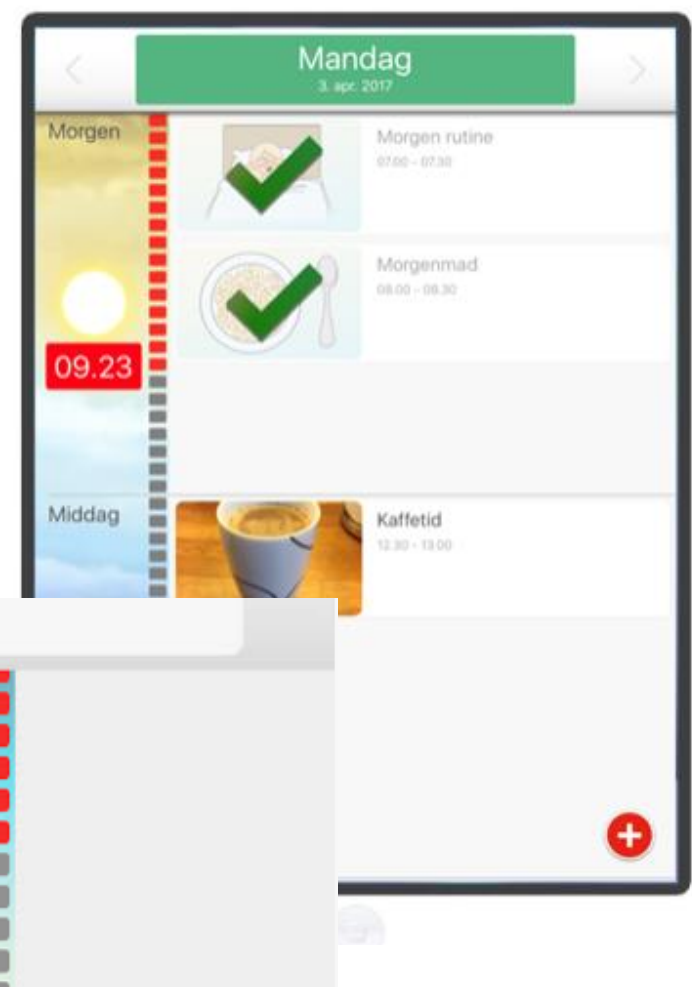 Mandag
3. apr. 2017
Morgen
Morgen rutine
07.00 - 07.30
Morgenmad
08.00 - 08.30
09.23
Middag
Kaffetid
12.30 - 13.00